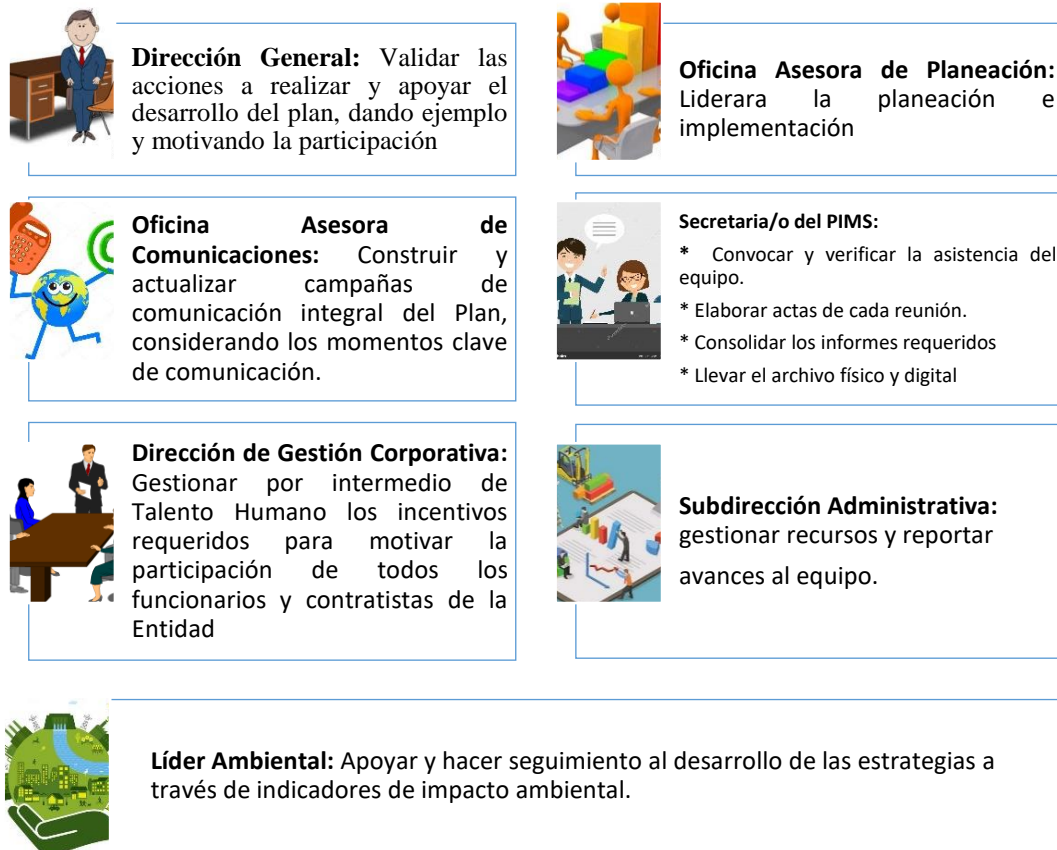 Dirección General: Validar las
acciones a realizar y apoyar el
desarrollo del plan, dando ejemplo
y motivando la participación
Oficina Asesora de Planeación:
Liderara la planeación e
implementación
Oficina Asesora de
Comunicaciones: Construir y
actualizar campañas de
comunicación integral del Plan,
considerando los momentos clave
de comunicación.
Secretaria/o del PIMS:
* Convocar y verificar la asistencia del
equipo.
* Elaborar actas de cada reunión.
* Consolidar los informes requeridos
* Llevar el archivo físico y digital
Dirección de Gestión Corporativa:
Gestionar por intermedio de
Talento Humano los incentivos
requeridos para motivar la
participación de todos los
funcionarios y contratistas de la
Entidad
Subdirección Administrativa:
gestionar recursos y reportar
avances al equipo.
Líder Ambiental: Apoyar y hacer seguimiento al desarrollo de las estrategias a
través de indicadores de impacto ambiental.